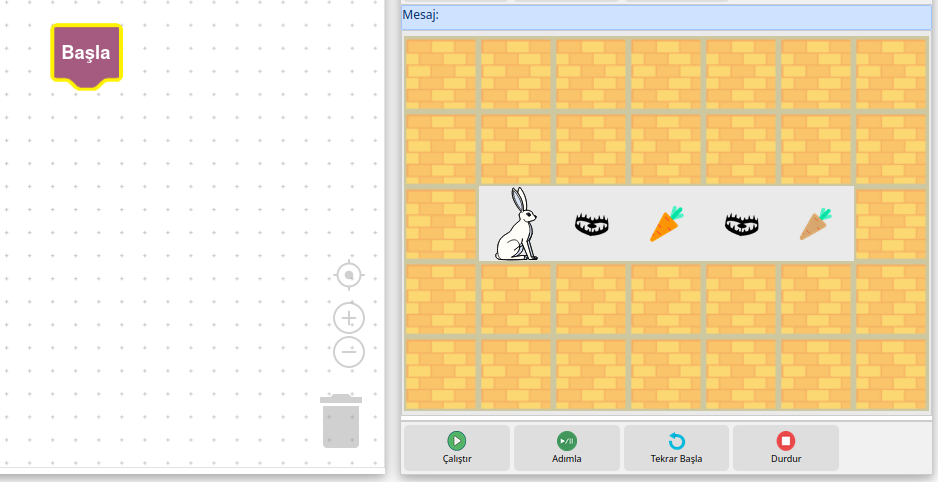 Mesaj:
Başla
Çalıştır
Adımla
Tekrar Başla
Durdur